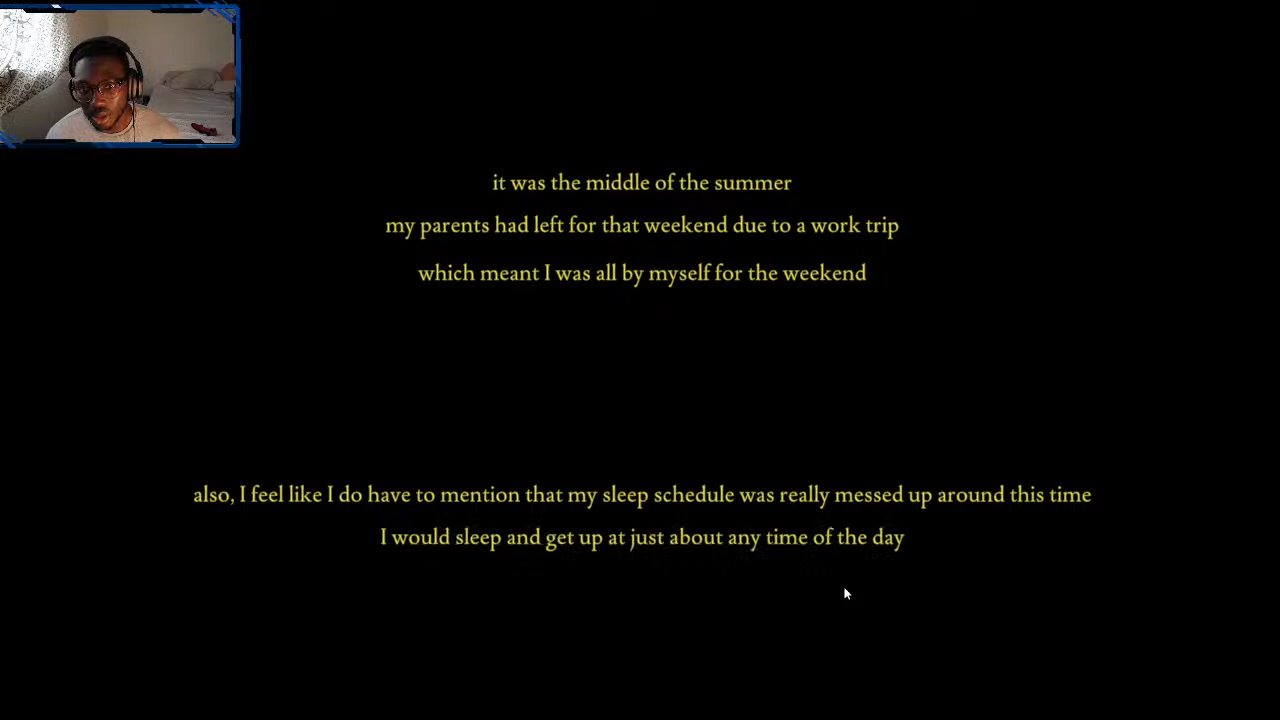 it was the middle of the summer
my parents had left for that weekend due to a work trip
which meant I was all by myself for the weekend
also, I feel like I do have to mention that my sleep schedule was really messed up around this time
I would sleep and get up at just about any time of the day